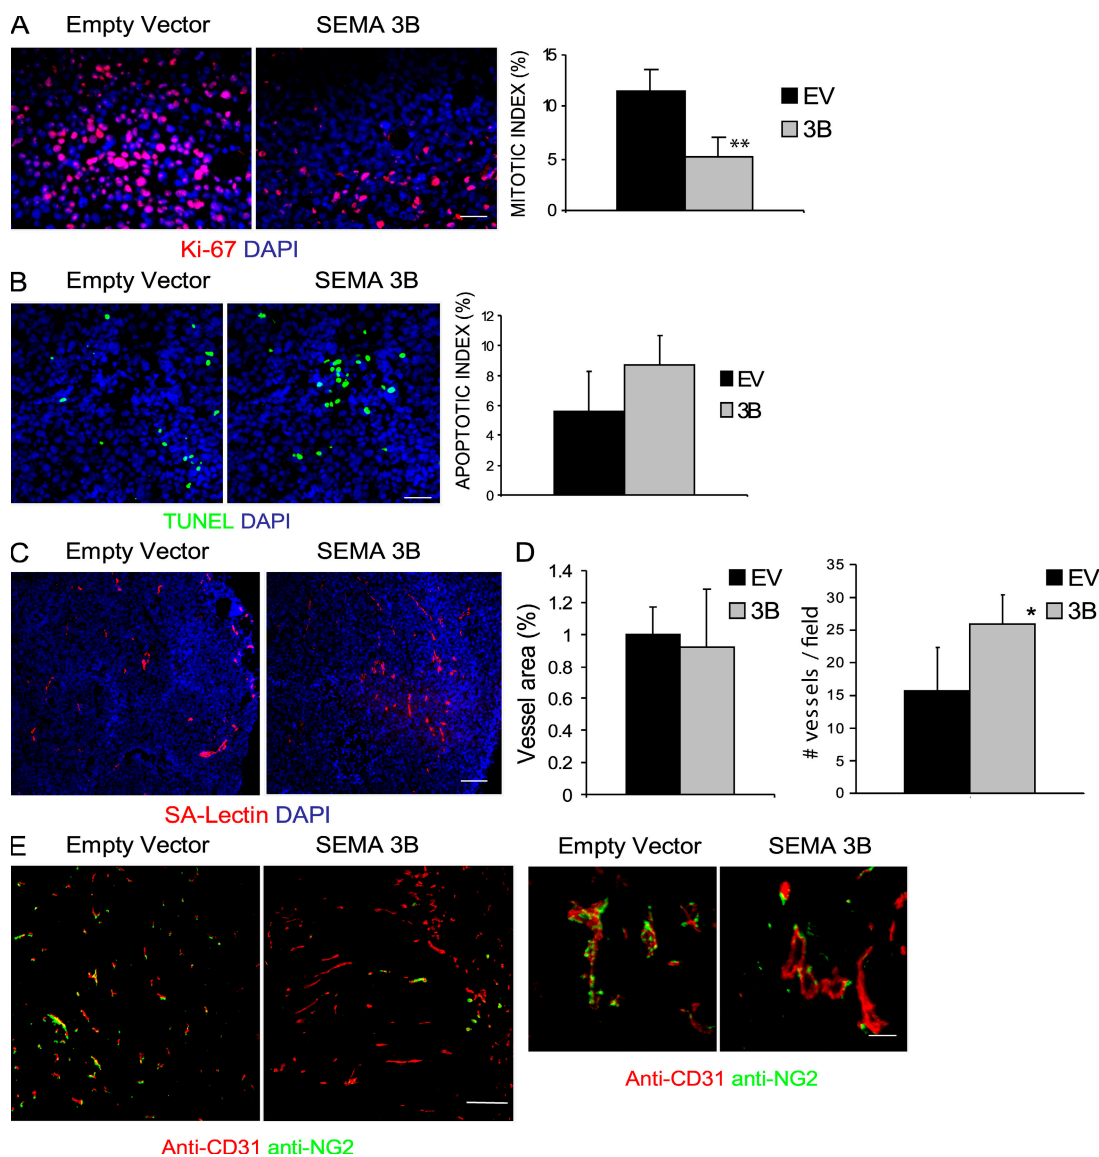 A
Empty Vector
SEMA 3B
Ki-67 DAPI
MITOTIC INDEX (%)
15
10
5
0
**
EV
3B
B
Empty Vector
SEMA 3B
TUNEL DAPI
APOPTOTIC INDEX (%)
12
10
8
6
4
2
0
EV
3B
C
Empty Vector
SEMA 3B
SA-Lectin DAPI
D
Vessel area (%)
1.4
1.2
1
0.8
0.6
0.4
0.2
0
EV
3B
# vessels / field
35
30
25
20
15
10
5
0
*
EV
3B
E
Empty Vector
SEMA 3B
Anti-CD31 anti-NG2
Empty Vector
SEMA 3B
Anti-CD31 anti-NG2